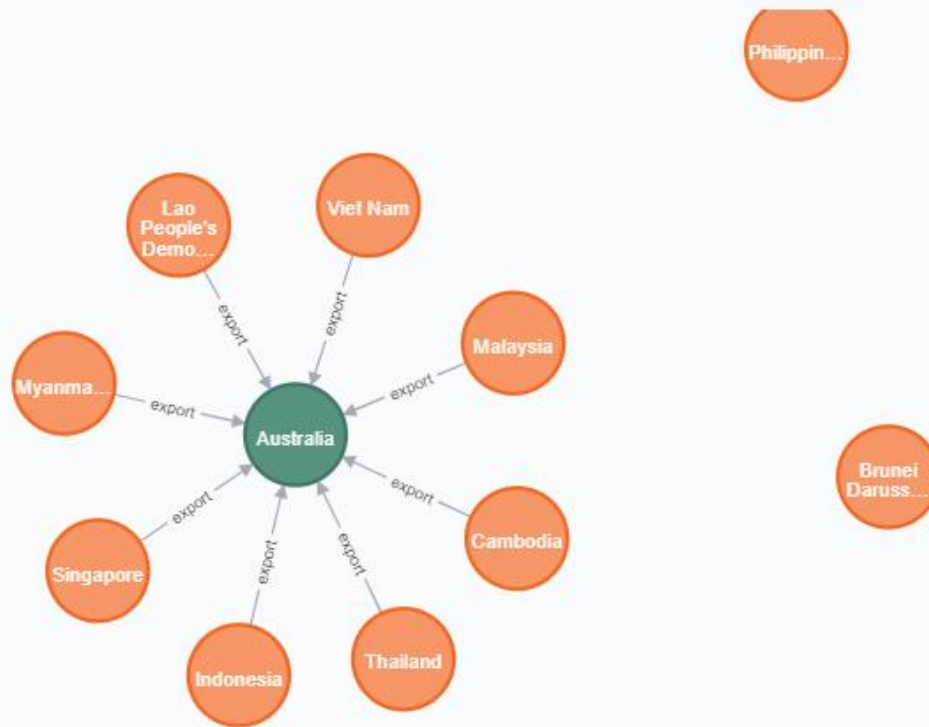 Philippin...
Lao
People's
Demo...
Viet Nam
export
export
Malaysia
export
Myanma...
export
Australia
export
Brunei
Daruss...
export
Cambodia
export
export
Singapore
Indonesia
Thailand